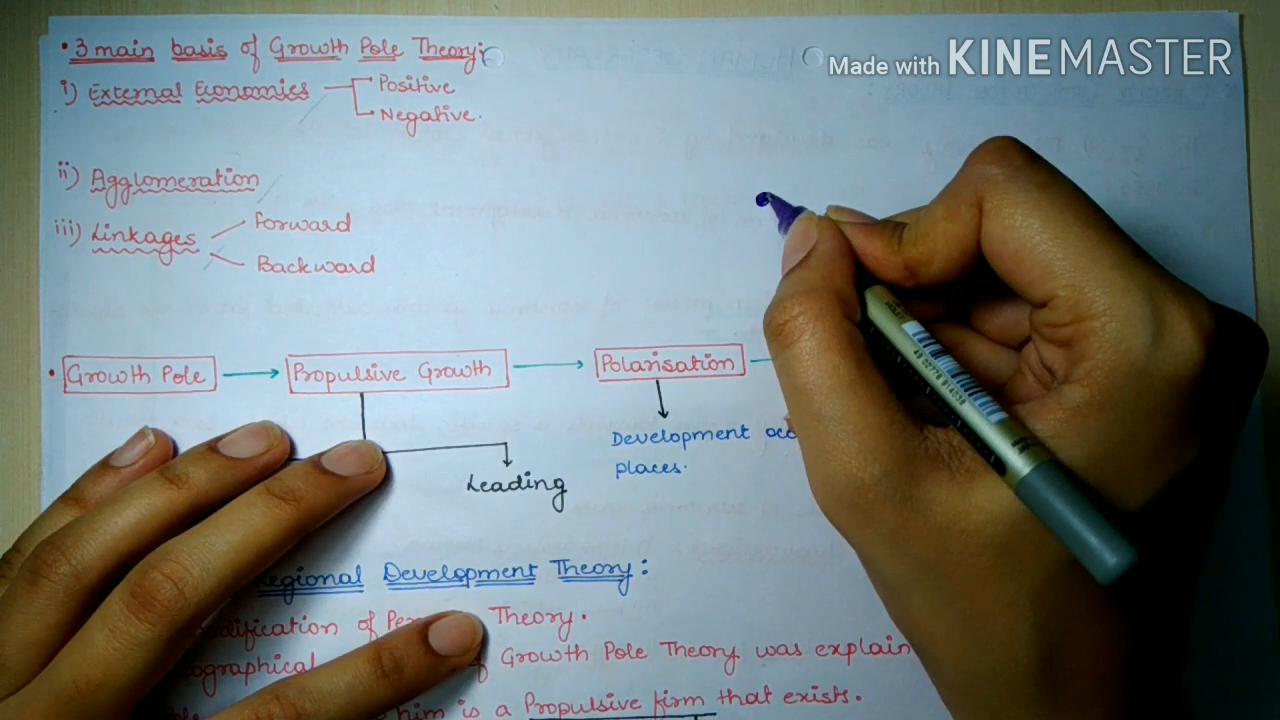 Made with KINEMASTER
• 3 main basis of Growth Pole Theory:
i) External Economies Positive
Negative.
ii) Agglomeration
iii) Linkages Forward
Backward
• Growth Pole Propulsive Growth Polarisation
Development
places.
Leading
Regional Development Theory:
Theory.
of Growth Pole Theory was explain
him is a Propulsive firm that exists.